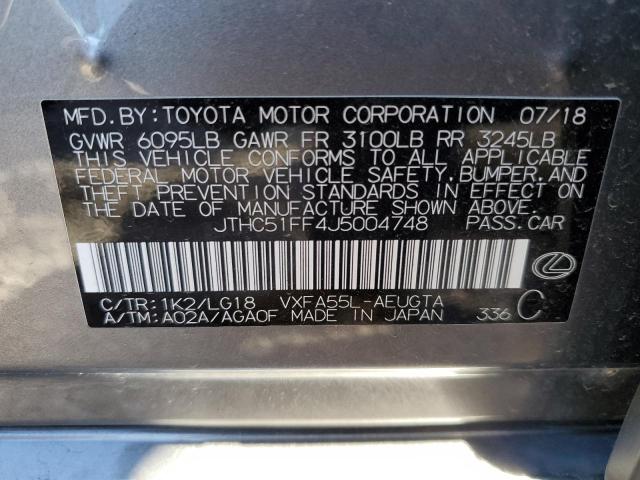 MFD.BY:TOYOTA MOTOR CORPORATION 07/18
GVWR 6095LB GAWR FR 3100LB RR 3245LB
THIS VEHICLE CONFORMS TO ALL APPLICABLE
FEDERAL MOTOR VEHICLE SAFETY,BUMPER,AND
THEFT PREVENTION STANDARDS IN EFFECT ON
THE DATE OF MANUFACTURE SHOWN ABOVE.
JTHC51FF4J5004748 PASS.CAR
C/TR:1K2/LG18 VXFA55L-AEUGTA
A/TM:A02A/AGA0F MADE IN JAPAN 336 C